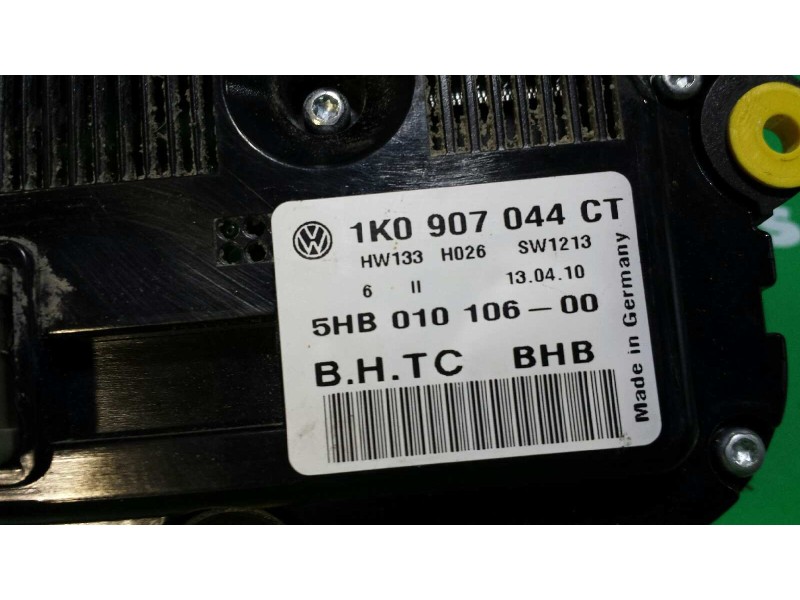 1K0 907 044 CT
HW133 H026 SW1213
6 II 13.04.10
5HB 010 106-00
B.H.TC BHB
Made in Germany